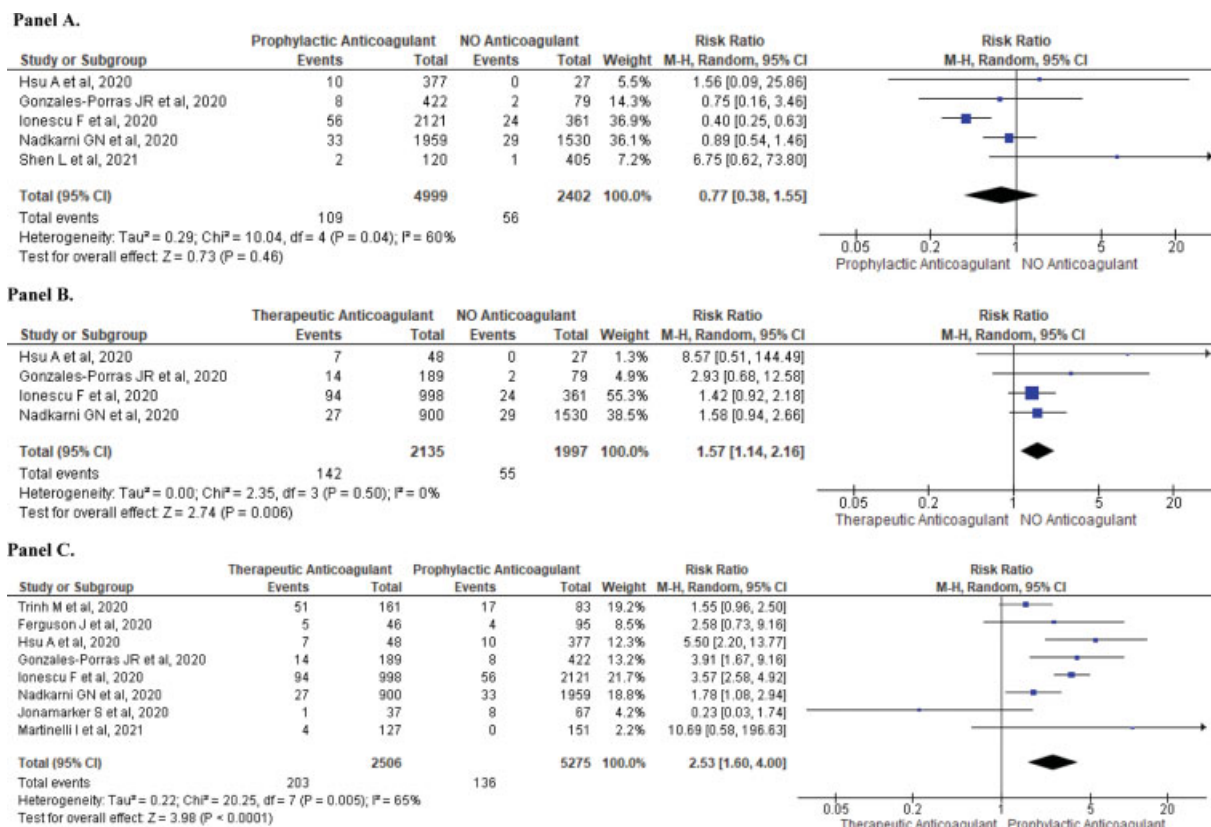 Panel A.
Prophylactic Anticoagulant NO Anticoagulant Risk Ratio Risk Ratio
Study or Subgroup Events Total Events Total Weight M-H, Random, 95% CI M-H, Random, 95% CI
Hsu A et al, 2020 10 377 0 27 5.5% 1.56 [0.09, 25.86]
Gonzales-Porras JR et al, 2020 8 422 2 79 14.3% 0.75 [0.16, 3.46]
Ionescu F et al, 2020 56 2121 24 361 36.9% 0.40 [0.25, 0.63]
Nadkarni GN et al, 2020 33 1959 29 1530 36.1% 0.89 [0.54, 1.46]
Shen L et al, 2021 2 120 1 405 7.2% 6.75 [0.62, 73.80]
Total (95% CI) 4999 2402 100.0% 0.77 [0.38, 1.55]
Total events 109 56
Heterogeneity: Tau² = 0.29; Chi² = 10.04, df = 4 (P = 0.04); I² = 60%
Test for overall effect: Z = 0.73 (P = 0.46)
0.05 0.2 1 5 20
Prophylactic Anticoagulant NO Anticoagulant
Panel B.
Therapeutic Anticoagulant NO Anticoagulant Risk Ratio Risk Ratio
Study or Subgroup Events Total Events Total Weight M-H, Random, 95% CI M-H, Random, 95% CI
Hsu A et al, 2020 7 48 0 27 1.3% 8.57 [0.51, 144.49]
Gonzales-Porras JR et al, 2020 14 189 2 79 4.9% 2.93 [0.68, 12.58]
Ionescu F et al, 2020 94 998 24 361 55.3% 1.42 [0.92, 2.18]
Nadkarni GN et al, 2020 27 900 29 1530 38.5% 1.58 [0.94, 2.66]
Total (95% CI) 2135 1997 100.0% 1.57 [1.14, 2.16]
Total events 142 55
Heterogeneity: Tau² = 0.00; Chi² = 2.35, df = 3 (P = 0.50); I² = 0%
Test for overall effect: Z = 2.74 (P = 0.006)
0.05 0.2 1 5 20
Therapeutic Anticoagulant NO Anticoagulant
Panel C.
Therapeutic Anticoagulant Prophylactic Anticoagulant Risk Ratio Risk Ratio
Study or Subgroup Events Total Events Total Weight M-H, Random, 95% CI M-H, Random, 95% CI
Trinh M et al, 2020 51 161 17 83 19.2% 1.55 [0.96, 2.50]
Ferguson J et al, 2020 5 46 4 95 8.5% 2.58 [0.73, 9.16]
Hsu A et al, 2020 7 48 10 377 12.3% 5.50 [2.20, 13.77]
Gonzales-Porras JR et al, 2020 14 189 8 422 13.2% 3.91 [1.67, 9.16]
Ionescu F et al, 2020 94 998 56 2121 21.7% 3.57 [2.58, 4.92]
Nadkarni GN et al, 2020 27 900 33 1959 18.8% 1.78 [1.08, 2.94]
Jonamarker S et al, 2020 1 37 8 67 4.2% 0.23 [0.03, 1.74]
Martinelli I et al, 2021 4 127 0 151 2.2% 10.69 [0.58, 196.63]
Total (95% CI) 2506 5275 100.0% 2.53 [1.60, 4.00]
Total events 203 136
Heterogeneity: Tau² = 0.22; Chi² = 20.25, df = 7 (P = 0.005); I² = 65%
Test for overall effect: Z = 3.98 (P < 0.0001)
0.05 0.2 1 5 20
Therapeutic Anticoagulant Prophylactic Anticoagulant